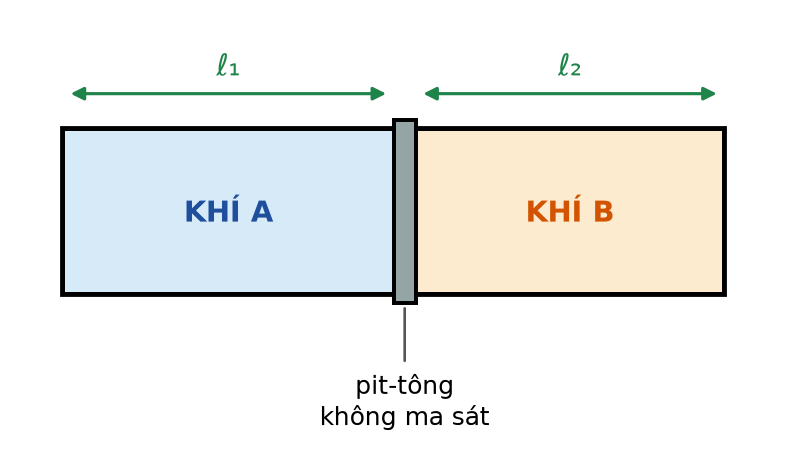 ℓ₁ ℓ₂
KHÍ A KHÍ B
pit-tông
không ma sát